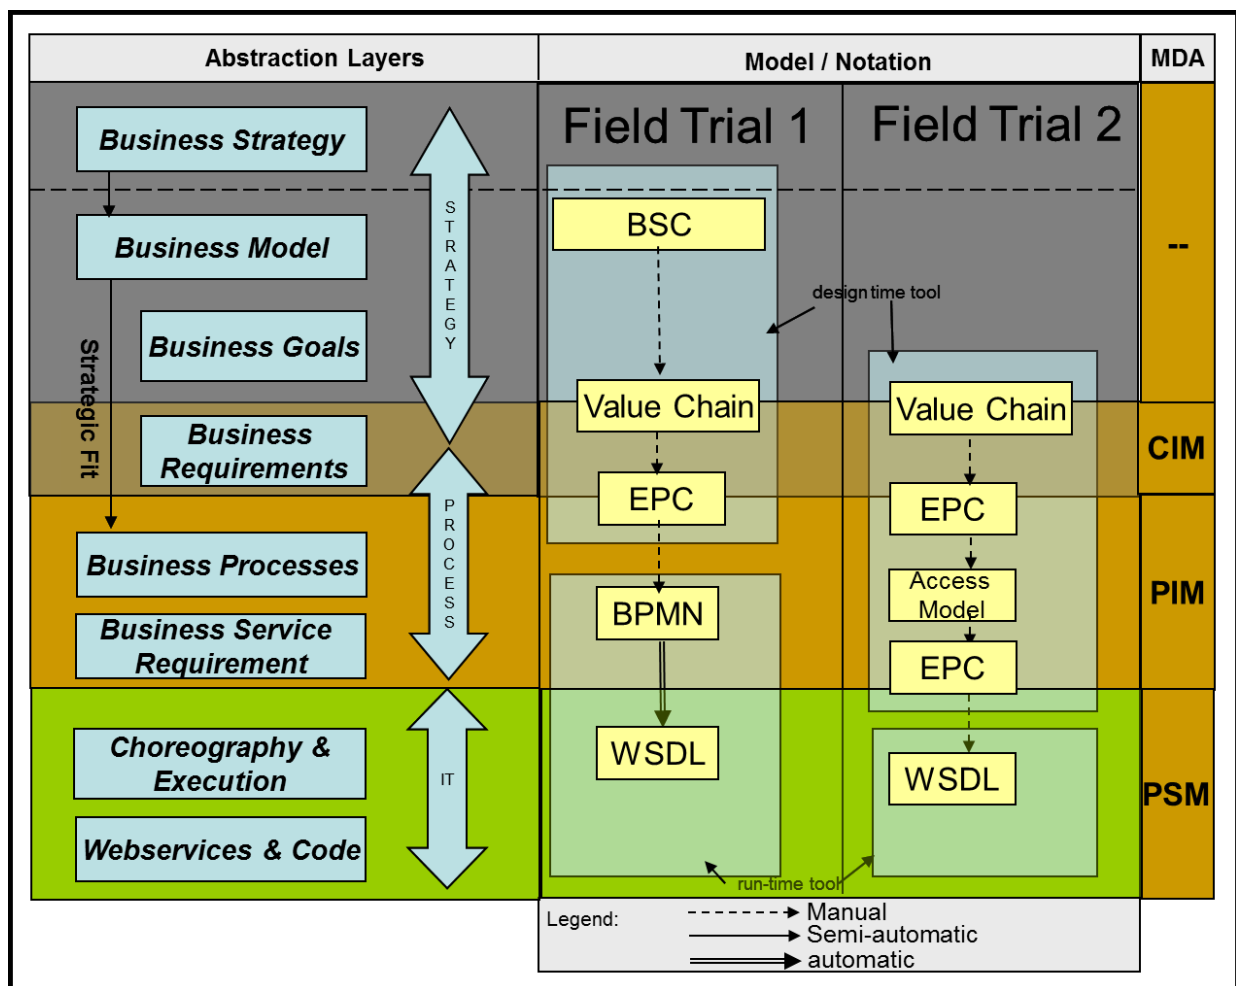 Abstraction Layers
Model / Notation
MDA
Business Strategy
Business Model
Business Goals
Strategic Fit
Business
Requirements
Business Processes
Business Service
Requirement
Choreography &
Execution
Webservices & Code
STRATEGY
PROCESS
IT
Field Trial 1
BSC
Value Chain
EPC
BPMN
WSDL
design time tool
run-time tool
Field Trial 2
Value Chain
EPC
Access
Model
EPC
WSDL
--
CIM
PIM
PSM
Legend:
Manual
Semi-automatic
automatic